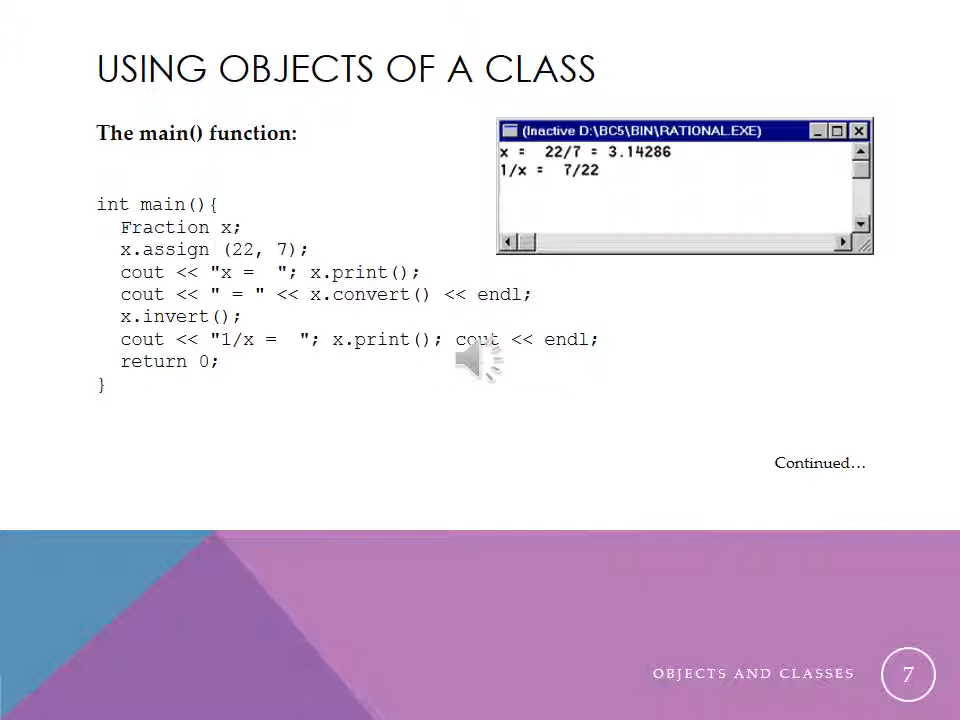 USING OBJECTS OF A CLASS
The main() function:
(Inactive D:\BC5\BIN\RATIONAL.EXE)
x =  22/7 = 3.14286
1/x =  7/22
int main(){
Fraction x;
x.assign (22, 7);
cout << "x =  "; x.print();
cout << " = " << x.convert() << endl;
x.invert();
cout << "1/x =  "; x.print(); cout << endl;
return 0;
}
Continued…
OBJECTS AND CLASSES
7